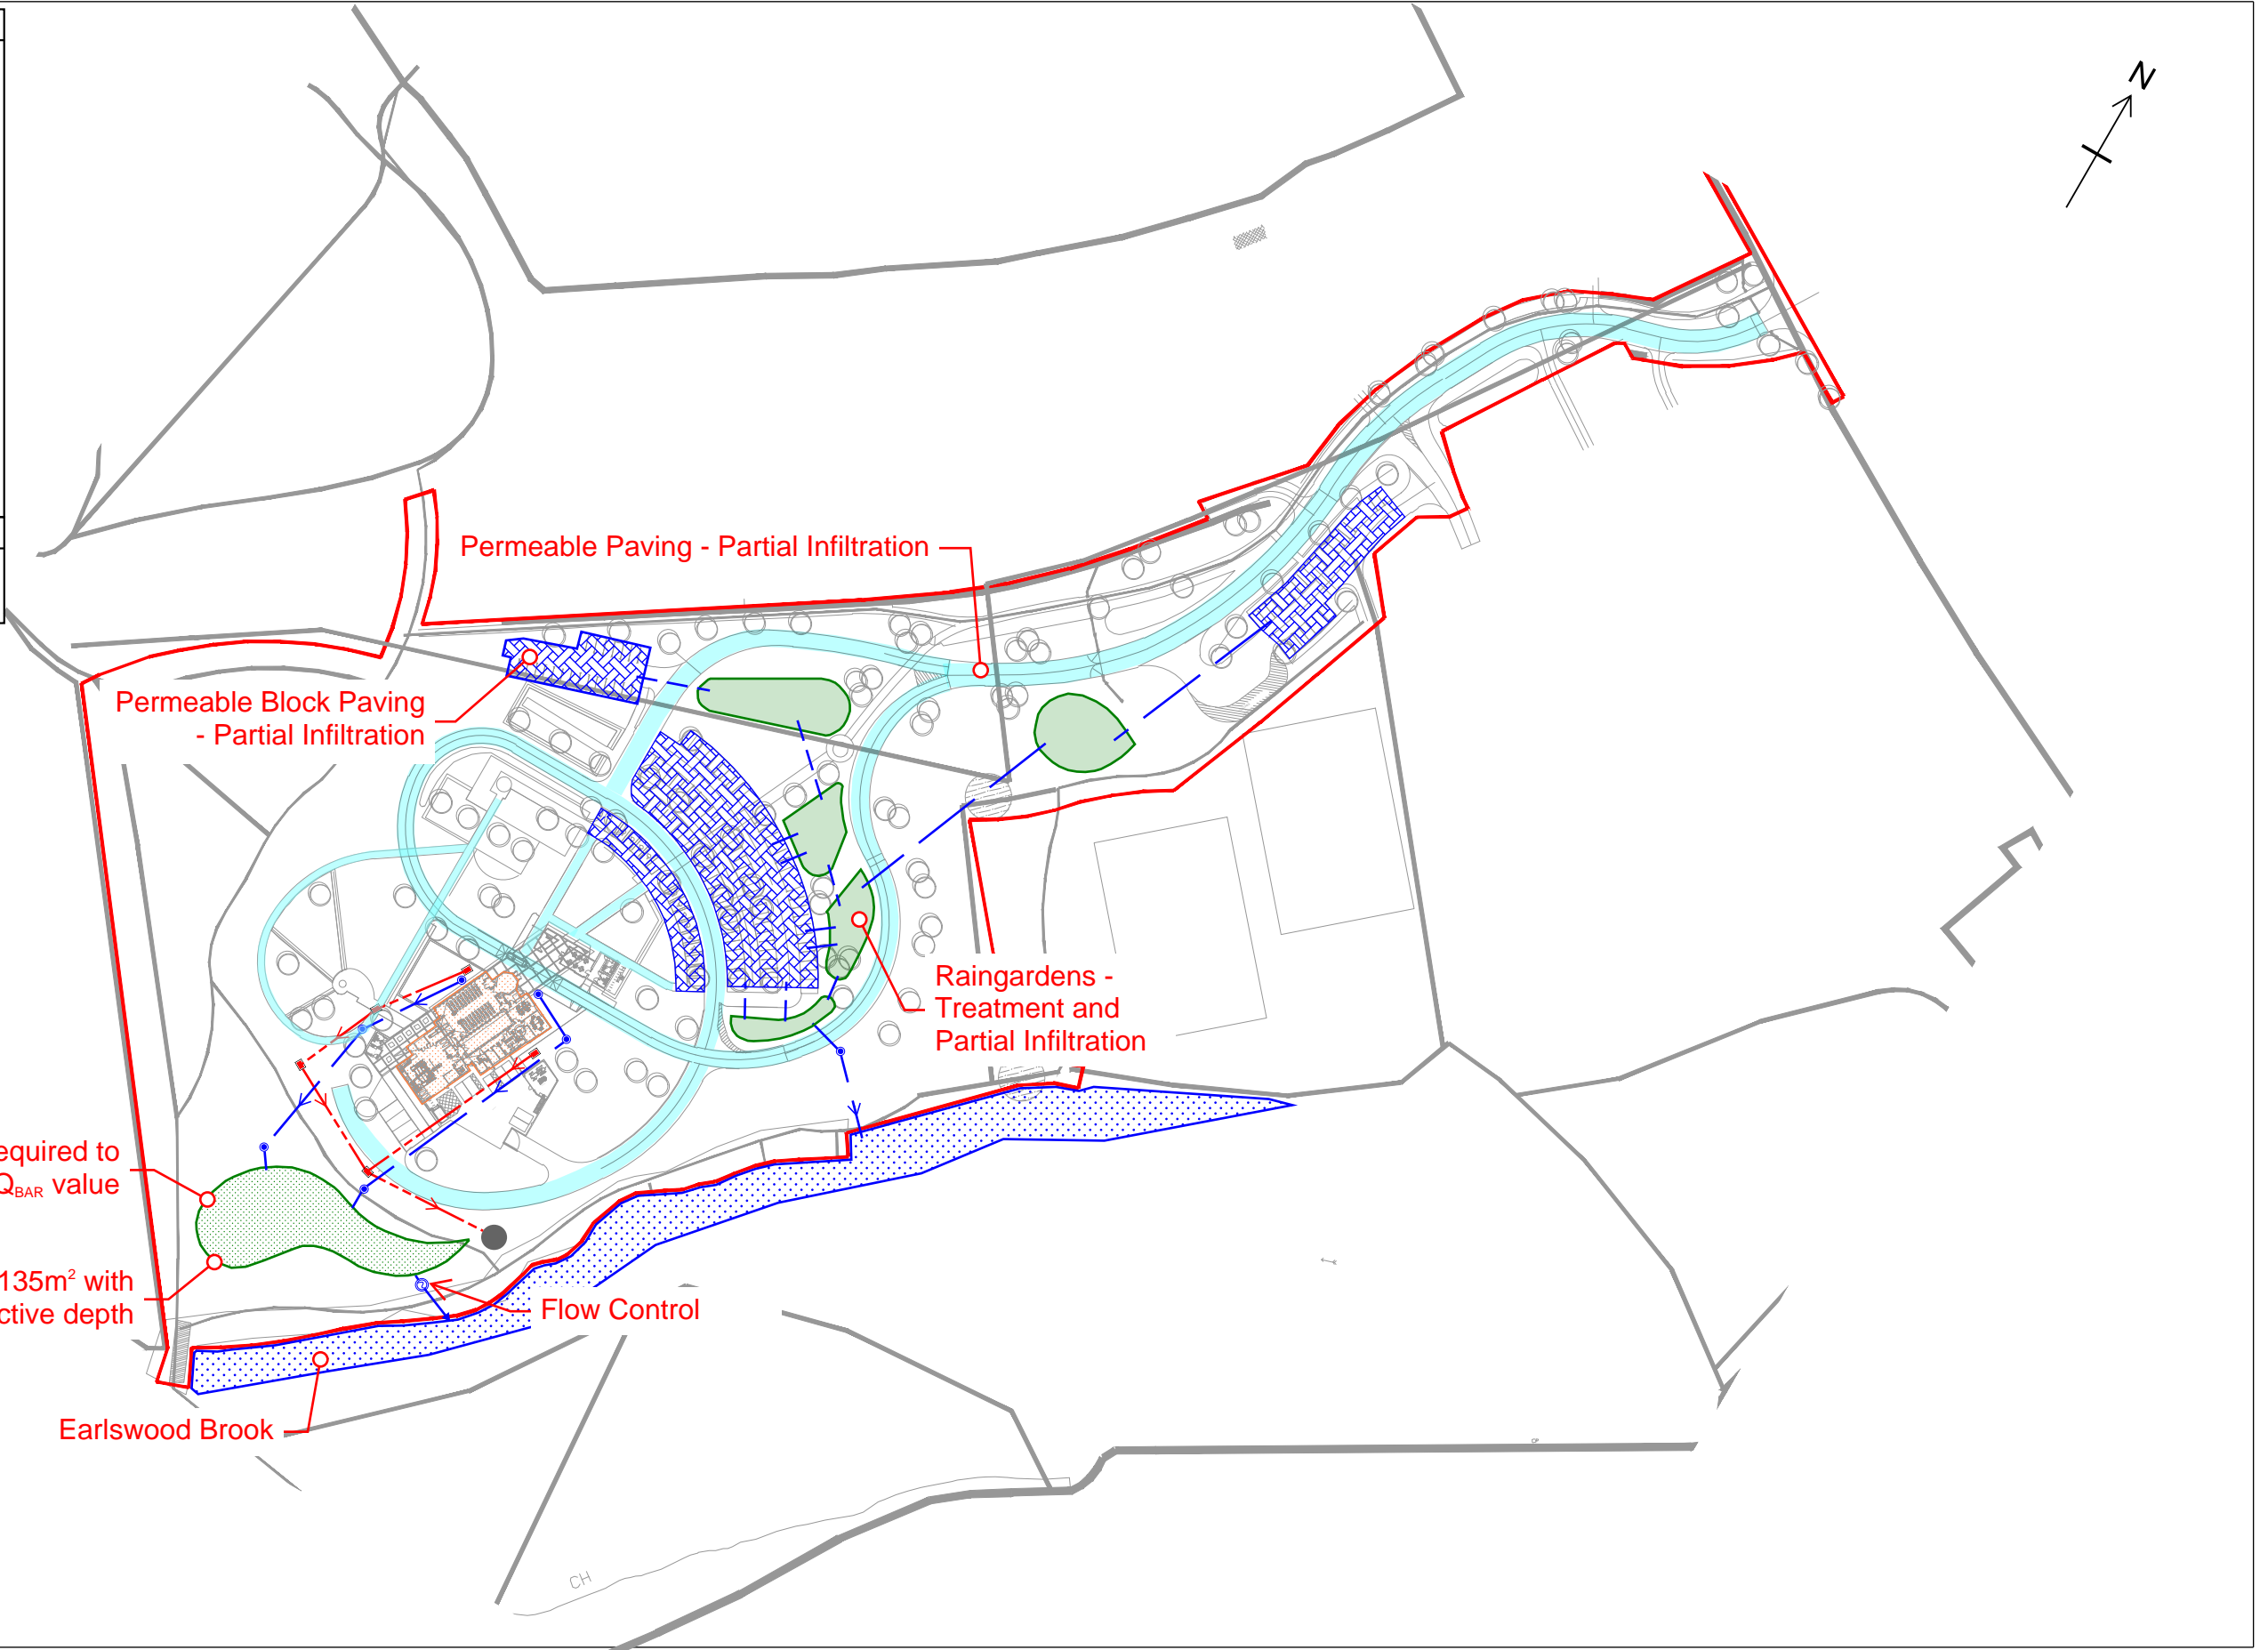 N
Permeable Paving - Partial Infiltration
Permeable Block Paving
- Partial Infiltration
Raingardens -
Treatment and
Partial Infiltration
equired to
QBAR value
135m² with
ctive depth
Flow Control
Earlswood Brook
CH